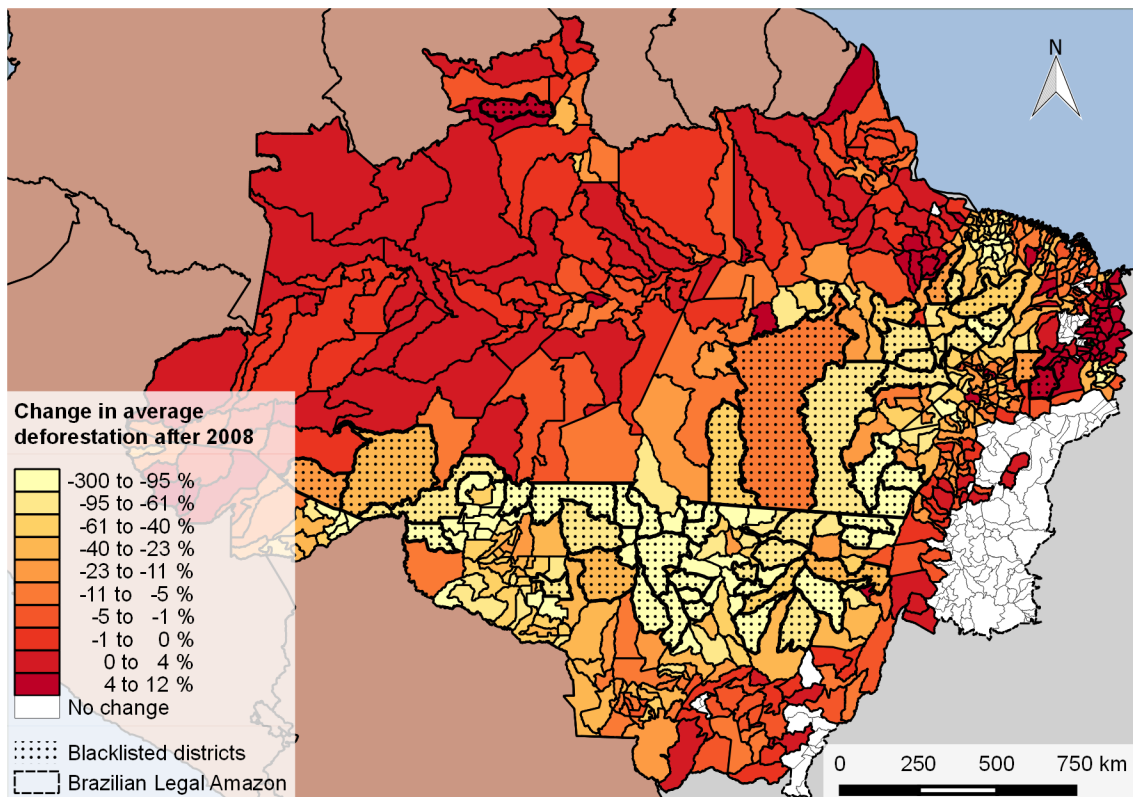 N
Change in average
deforestation after 2008
-300 to -95 %
-95 to -61 %
-61 to -40 %
-40 to -23 %
-23 to -11 %
-11 to -5 %
-5 to -1 %
-1 to 0 %
0 to 4 %
4 to 12 %
No change
Blacklisted districts
Brazilian Legal Amazon
0 250 500 750 km